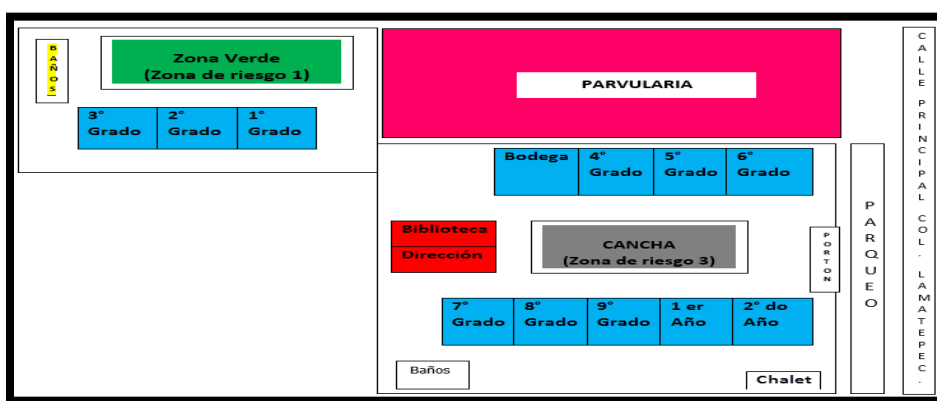 BAÑOS
Zona Verde
(Zona de riesgo 1)
3° Grado
2° Grado
1° Grado
PARVULARIA
Bodega
4° Grado
5° Grado
6° Grado
Biblioteca
Dirección
CANCHA
(Zona de riesgo 3)
PORTON
7° Grado
8° Grado
9° Grado
1 er Año
2° do Año
Baños
Chalet
PARQUEO
CALLE PRINCIPAL COL. LAMATEPEC.